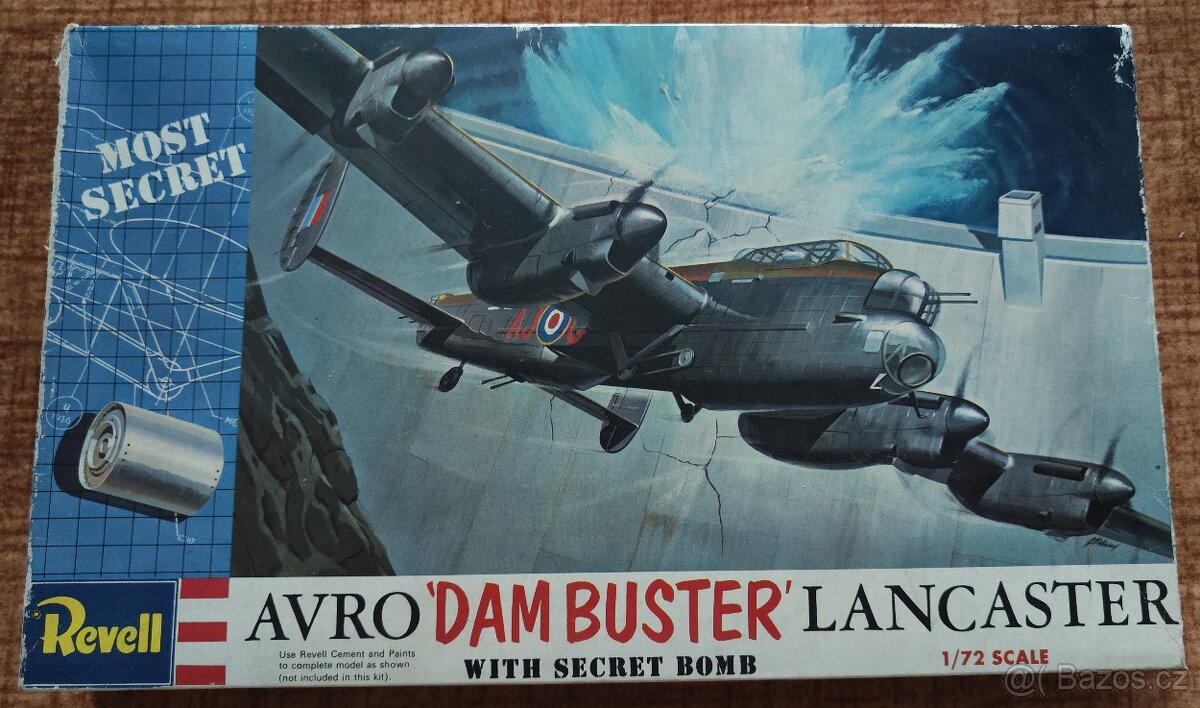 MOST
SECRET
AJ G
Revell
AVRO 'DAM BUSTER' LANCASTER
Use Revell Cement and Paints
to complete model as shown
(not included in this kit).
WITH SECRET BOMB
1/72 SCALE
@ Bazos.cz